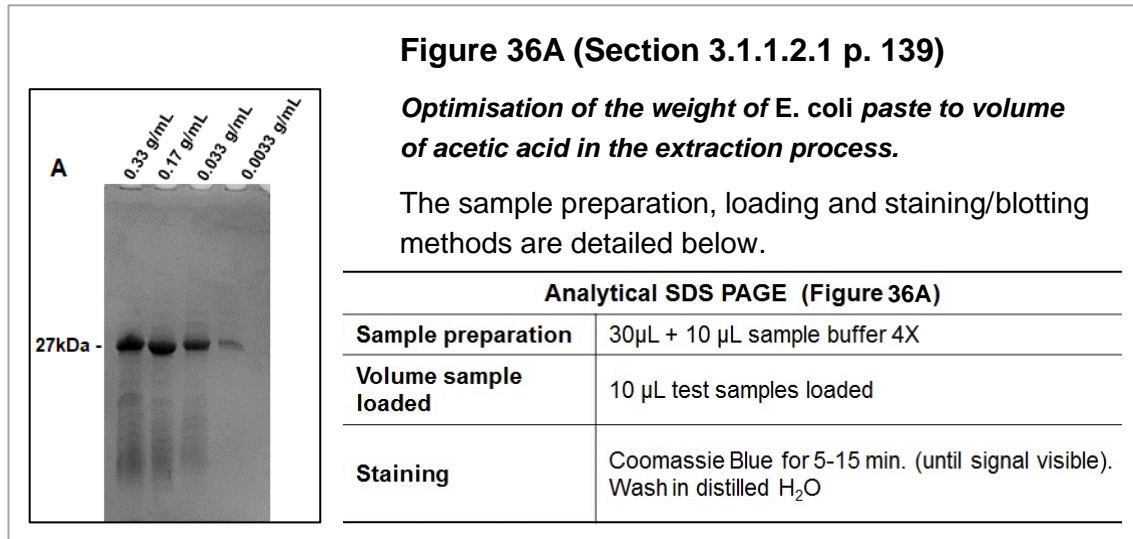 Figure 36A (Section 3.1.1.2.1 p. 139)
Optimisation of the weight of E. coli paste to volume
of acetic acid in the extraction process.
The sample preparation, loading and staining/blotting
methods are detailed below.
A
0.33 g/mL
0.17 g/mL
0.033 g/mL
0.0033 g/mL
27kDa -
Analytical SDS PAGE (Figure 36A)
Sample preparation
30µL + 10 µL sample buffer 4X
Volume sample
loaded
10 µL test samples loaded
Staining
Coomassie Blue for 5-15 min. (until signal visible).
Wash in distilled H₂O